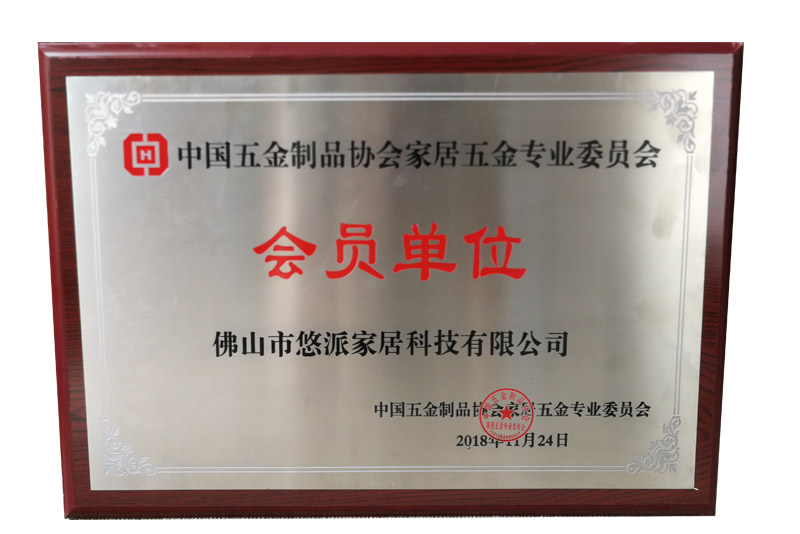 中国五金制品协会家居五金专业委员会
会员单位
佛山市悠派家居科技有限公司
中国五金制品协会家居五金专业委员会
2018年11月24日